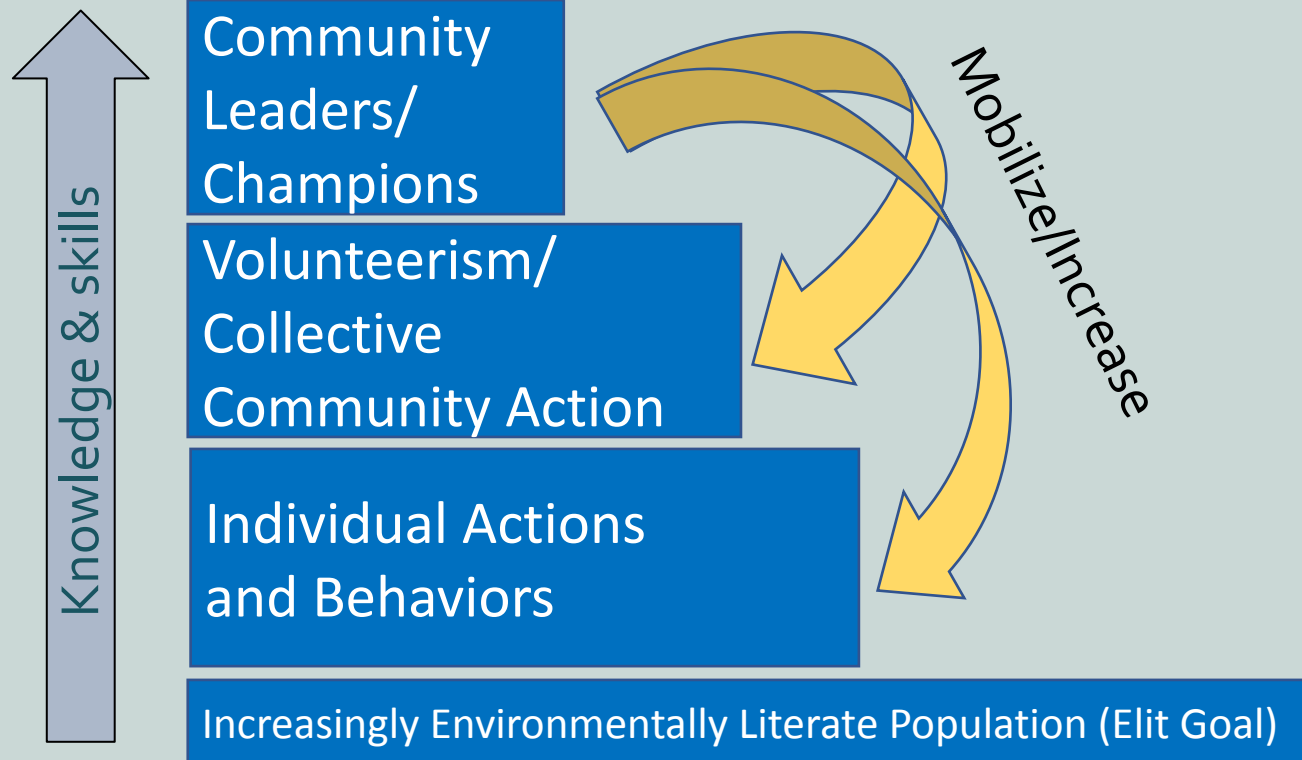 Community
Leaders/
Champions
Volunteerism/
Collective
Community Action
Individual Actions
and Behaviors
Increasingly Environmentally Literate Population (Elit Goal)
Knowledge & skills
Mobilize/Increase